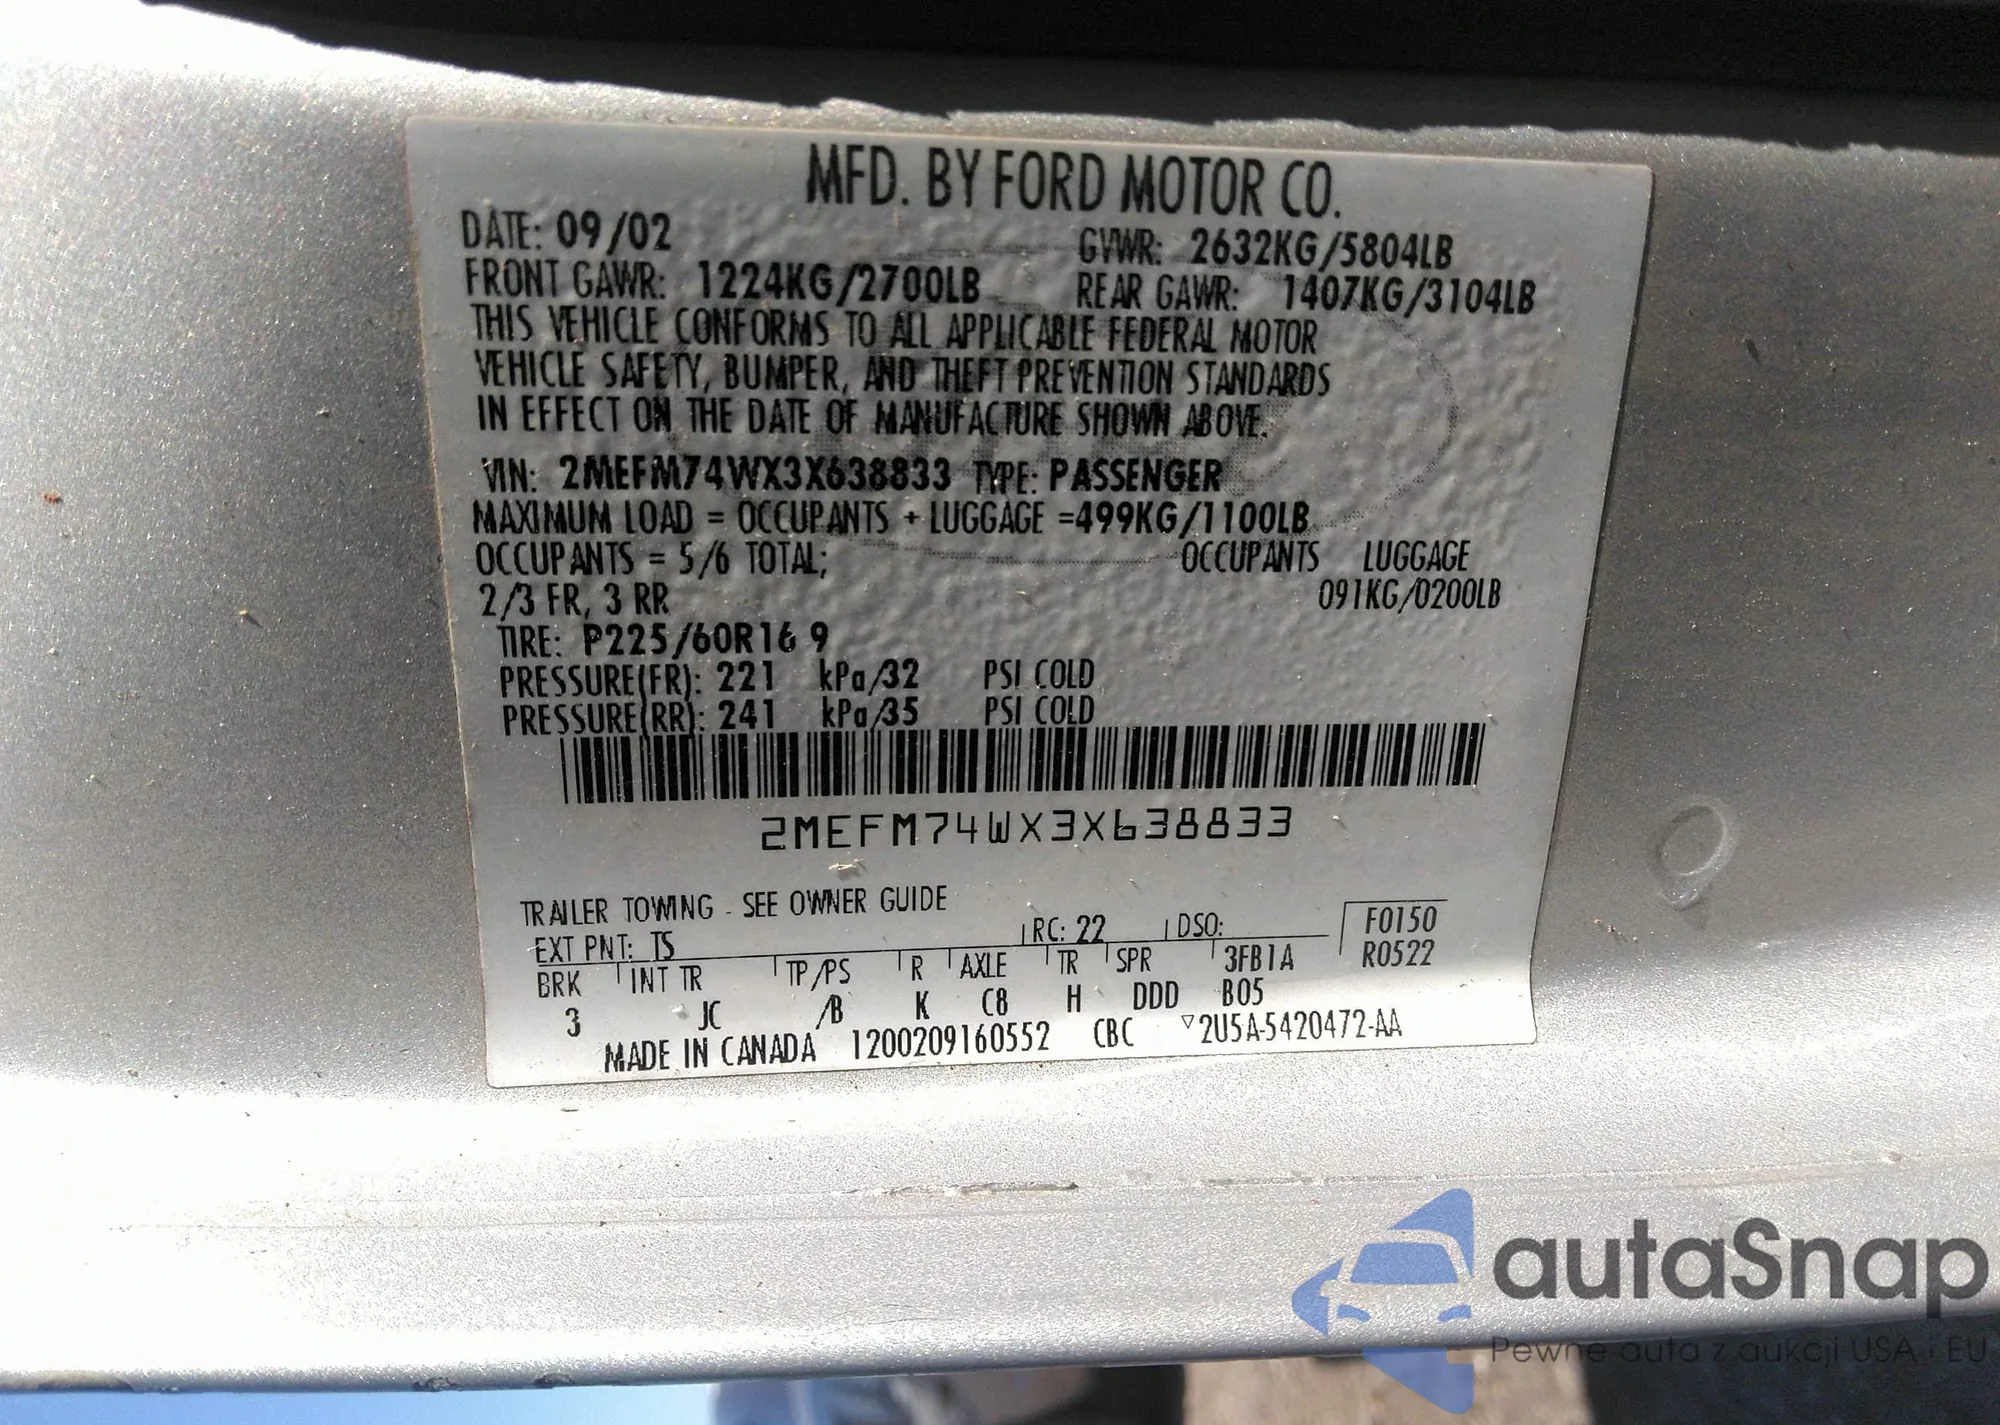 MFD. BY FORD MOTOR CO.
DATE: 09/02 GVWR: 2632KG/5804LB
FRONT GAWR: 1224KG/2700LB REAR GAWR: 1407KG/3104LB
THIS VEHICLE CONFORMS TO ALL APPLICABLE FEDERAL MOTOR
VEHICLE SAFETY, BUMPER, AND THEFT PREVENTION STANDARDS
IN EFFECT ON THE DATE OF MANUFACTURE SHOWN ABOVE.
VIN: 2MEFM74WX3X638833 TYPE: PASSENGER
MAXIMUM LOAD = OCCUPANTS + LUGGAGE =499KG/1100LB
OCCUPANTS = 5/6 TOTAL; OCCUPANTS LUGGAGE
2/3 FR, 3 RR 091KG/0200LB
TIRE: P225/60R16 9
PRESSURE(FR): 221 kPa/32 PSI COLD
PRESSURE(RR): 241 kPa/35 PSI COLD
2MEFM74WX3X638833
TRAILER TOWING - SEE OWNER GUIDE
EXT PNT: TS RC: 22 DSO: F0150
BRK INT TR TP/PS R AXLE TR SPR 3FB1A R0522
3 JC /B K C8 H DDD B05
MADE IN CANADA 1200209160552 CBC ▽2U5A-5420472-AA
autaSnap
Pewne auta z aukcji USA i EU